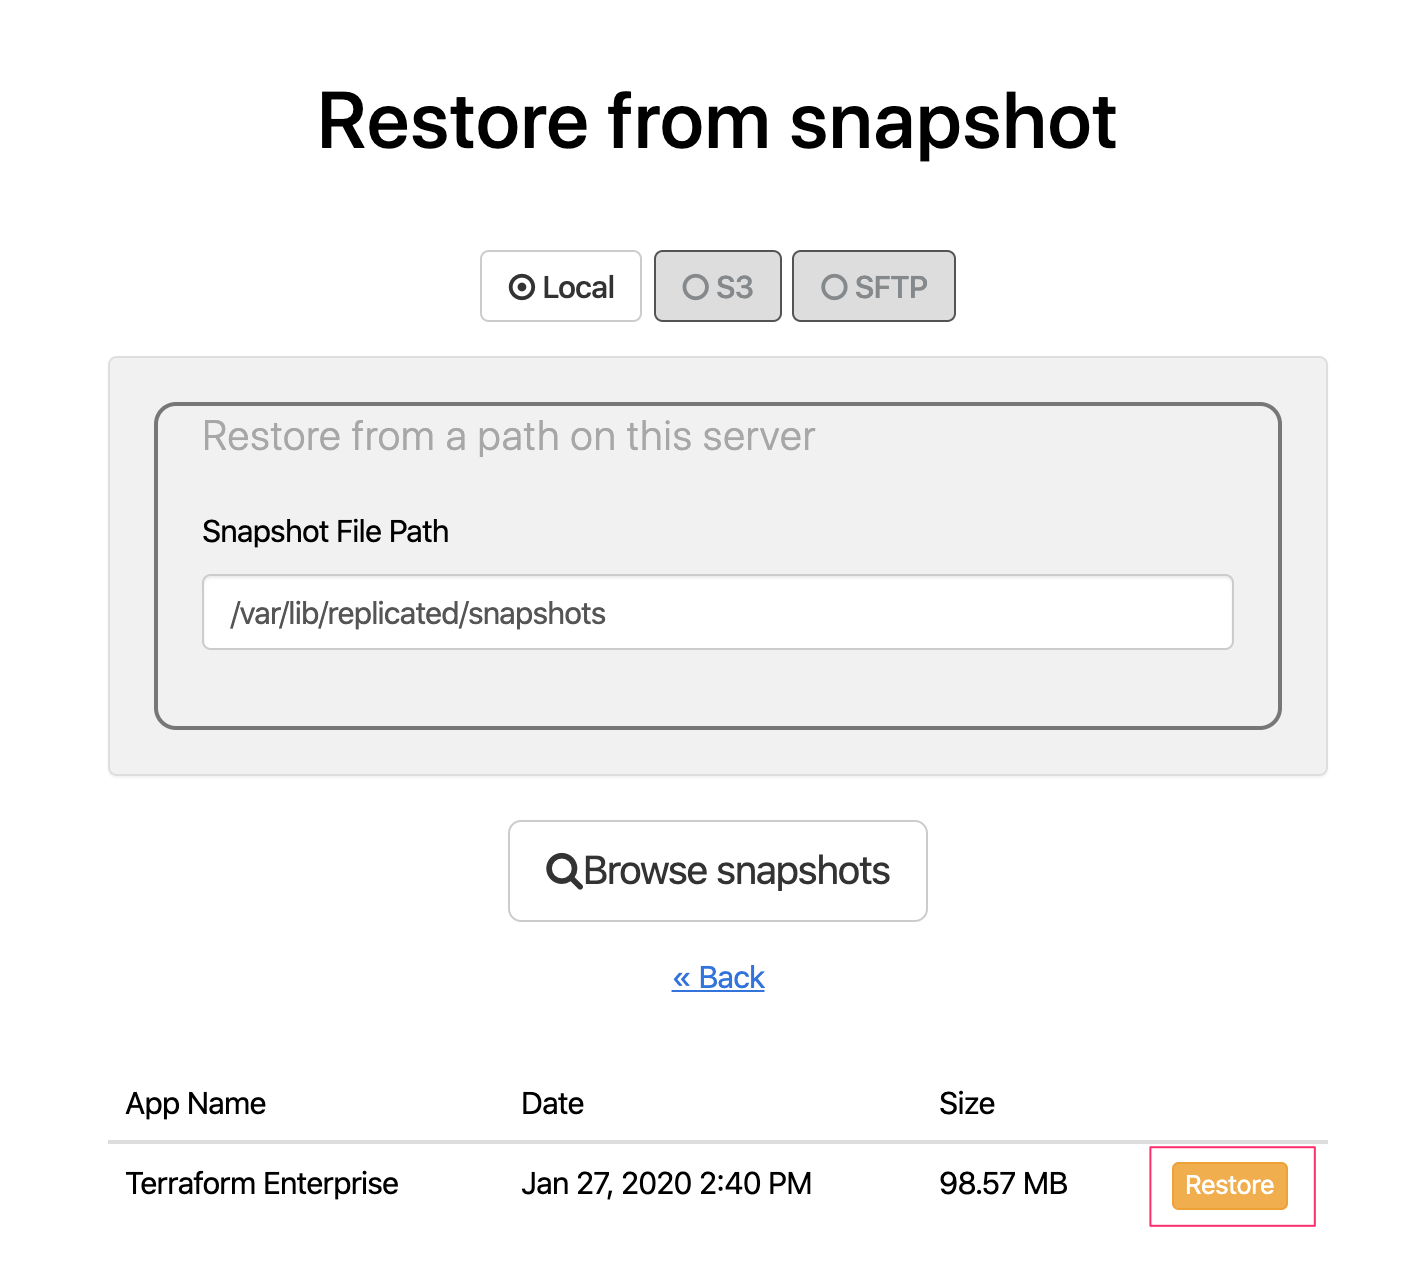 Restore from snapshot
Local S3 SFTP
Restore from a path on this server
Snapshot File Path
/var/lib/replicated/snapshots
Browse snapshots
« Back
App Name Date Size
Terraform Enterprise Jan 27, 2020 2:40 PM 98.57 MB Restore